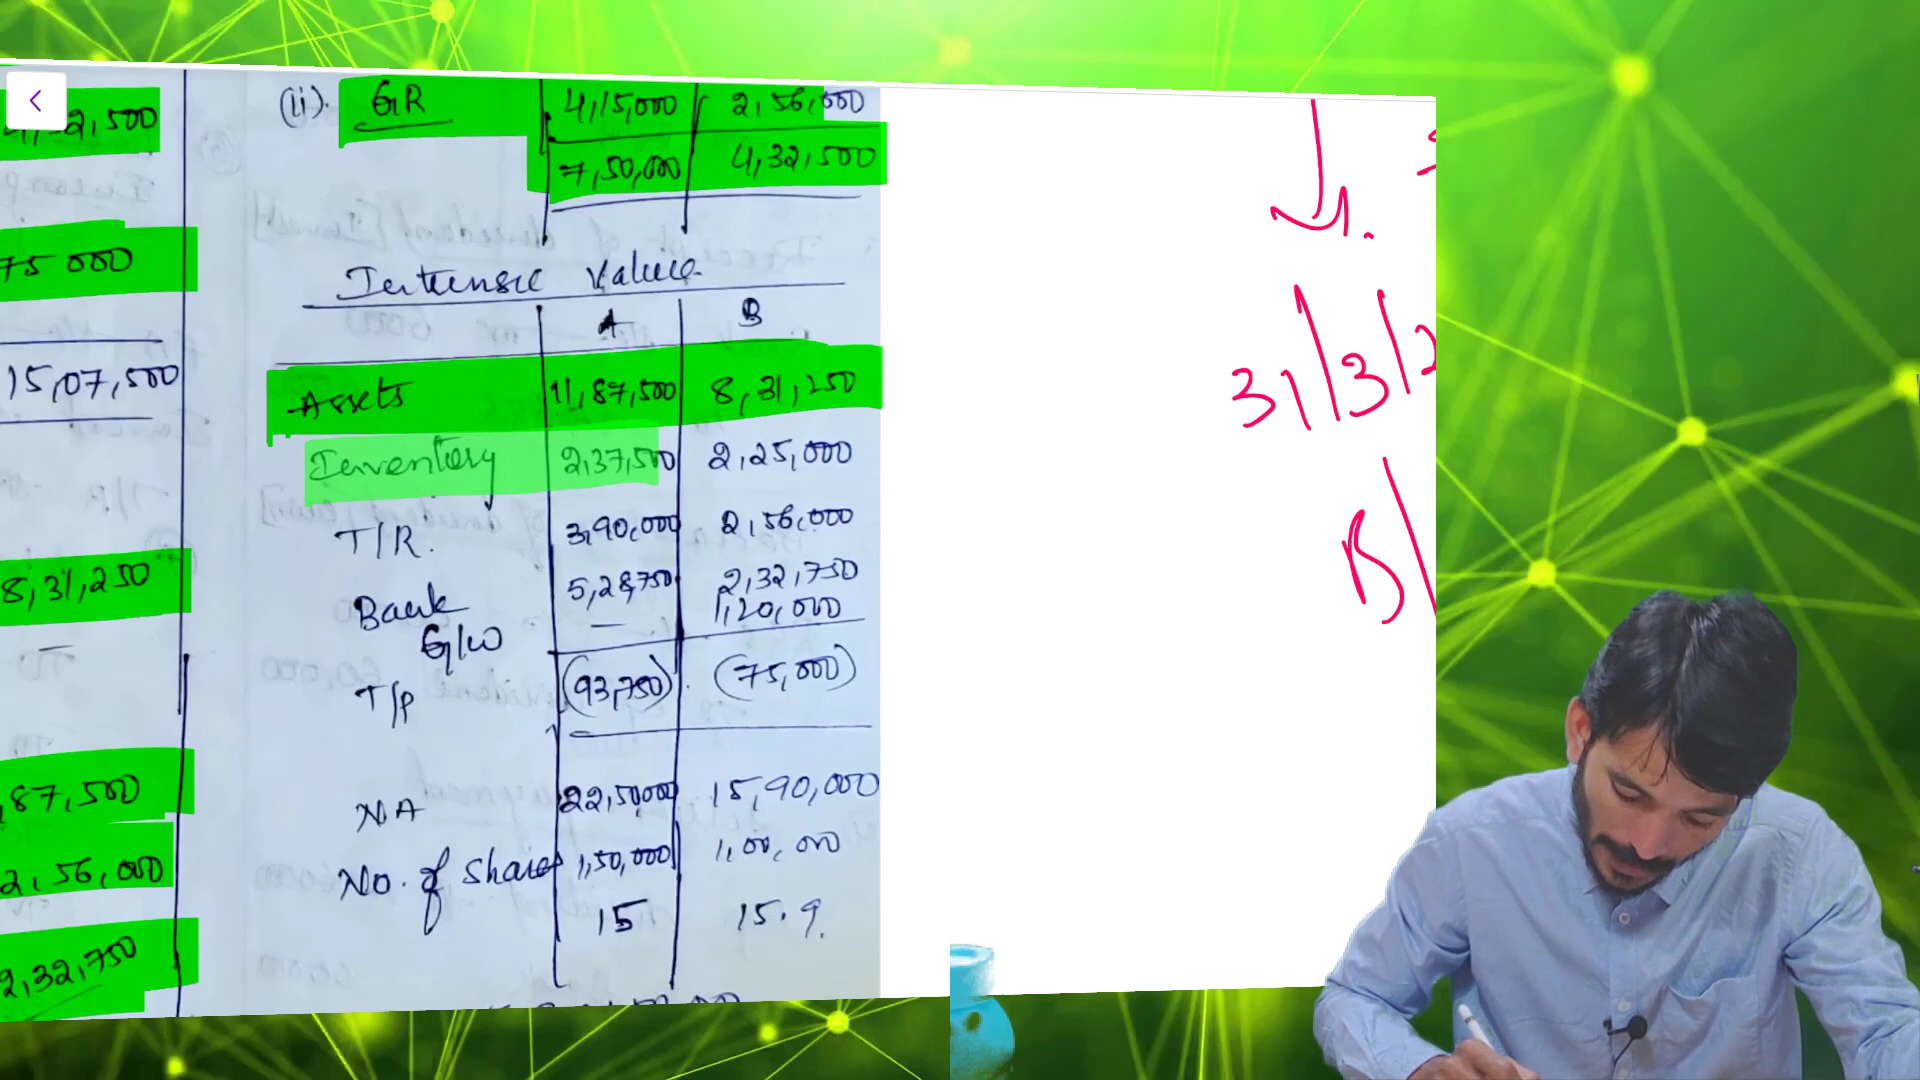 2,500
75 000
15,07,500
8,31,250
—
,87,500
2,56,000
2,32,750
(ii). GR 4,15,000 2,56,000
7,50,000 4,32,500
Intrinsic Value
A B
Assets 11,87,500 8,31,250
Inventory 2,37,500 2,25,000
T/R. 3,90,000 2,56,000
Bank 5,28,750 2,32,750
G/W — 1,20,000
T/P (93,750) (75,000)
NA 22,50,000 15,90,000
No. of Shares 1,50,000 1,00,000
15 15.9
31/3/2
B/